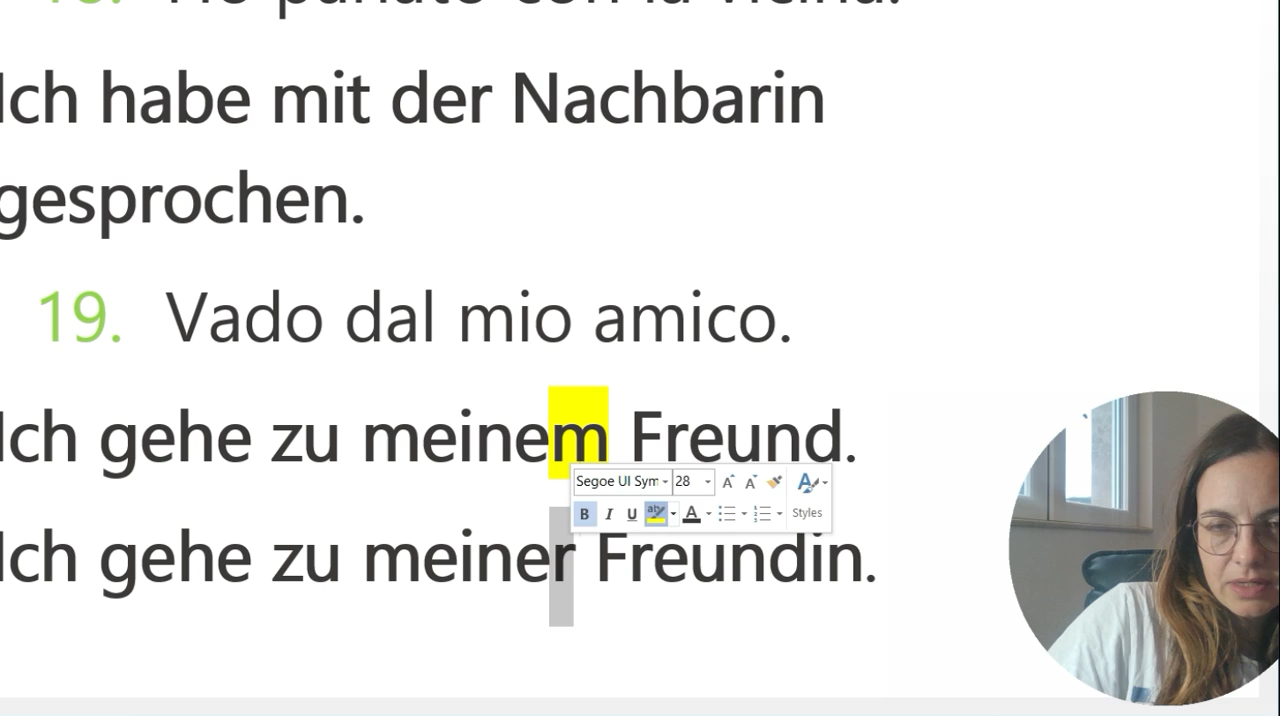 Ich habe mit der Nachbarin
gesprochen.
19. Vado dal mio amico.
Ich gehe zu meinem Freund.
Segoe UI Sym 28
B I U A Styles
Ich gehe zu meiner Freundin.